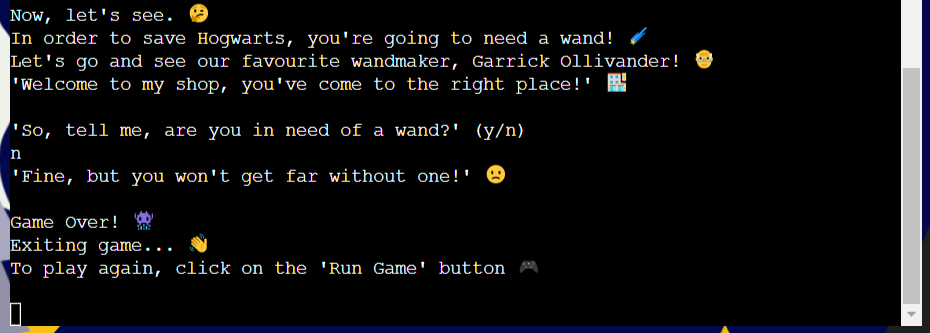 Now, let's see. 🤔
In order to save Hogwarts, you're going to need a wand! 🪄
Let's go and see our favourite wandmaker, Garrick Ollivander! 👴
'Welcome to my shop, you've come to the right place!' 🪟
'So, tell me, are you in need of a wand?' (y/n)
n
'Fine, but you won't get far without one!' 🙁
Game Over! 👾
Exiting game... 👋
To play again, click on the 'Run Game' button 🎮